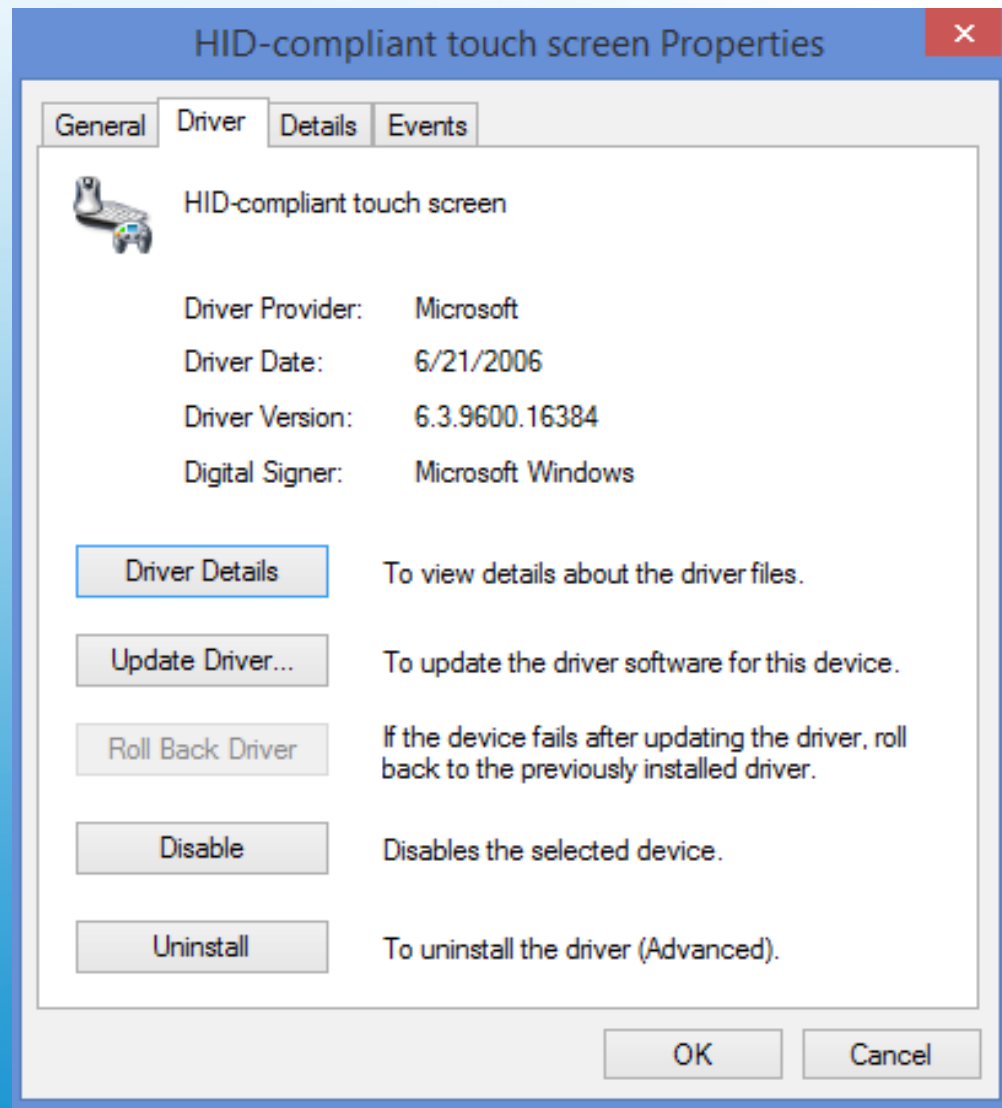 HID-compliant touch screen Properties
General Driver Details Events
HID-compliant touch screen
Driver Provider: Microsoft
Driver Date: 6/21/2006
Driver Version: 6.3.9600.16384
Digital Signer: Microsoft Windows
Driver Details To view details about the driver files.
Update Driver... To update the driver software for this device.
Roll Back Driver If the device fails after updating the driver, roll
back to the previously installed driver.
Disable Disables the selected device.
Uninstall To uninstall the driver (Advanced).
OK Cancel